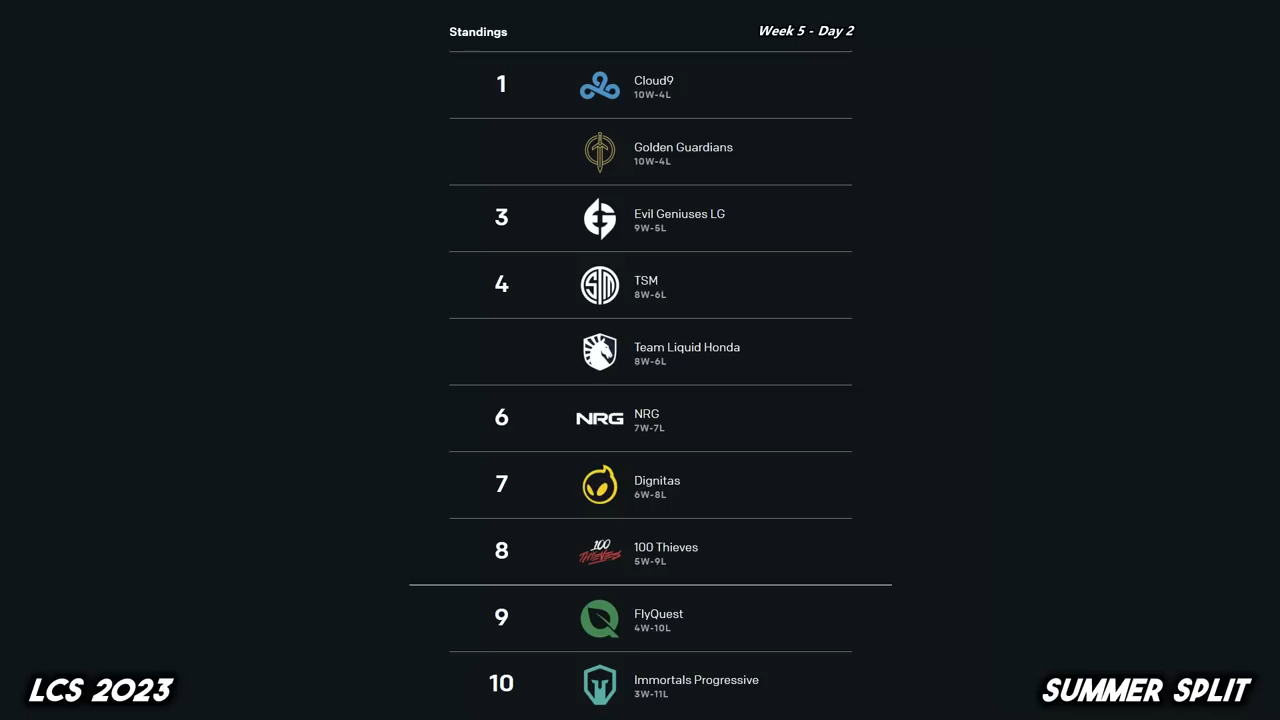 Standings
Week 5 - Day 2
1
Cloud9
10W-4L
Golden Guardians
10W-4L
3
Evil Geniuses LG
9W-5L
4
TSM
TSM
8W-6L
Team Liquid Honda
8W-6L
6
NRG
NRG
7W-7L
7
Dignitas
6W-8L
8
100
THIEVES
100 Thieves
5W-9L
9
FlyQuest
4W-10L
10
Immortals Progressive
3W-11L
LCS 2023
SUMMER SPLIT